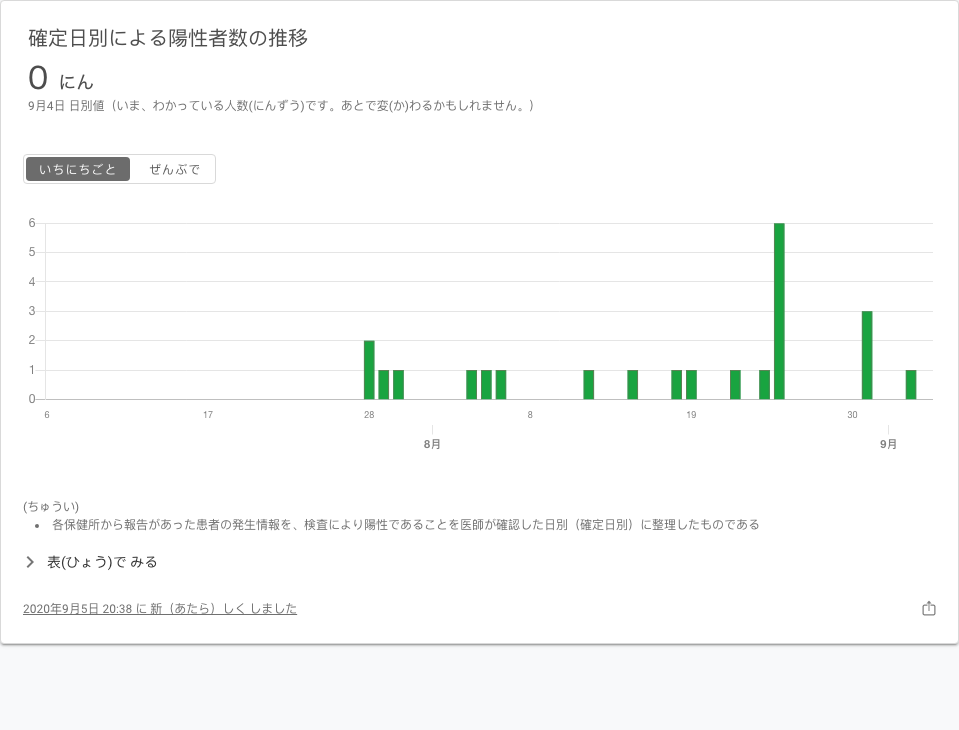 確定日別による陽性者数の推移
0 にん
9月4日 日別値（いま、わかっている人数(にんずう)です。あとで変(か)わるかもしれません。）
いちにちごと ぜんぶで
6
5
4
3
2
1
0
6 17 28 8 19 30
8月 9月
(ちゅうい)
• 各保健所から報告があった患者の発生情報を、検査により陽性であることを医師が確認した日別（確定日別）に整理したものである
表(ひょう)で みる
2020年9月5日 20:38 に 新（あたら）しく しました